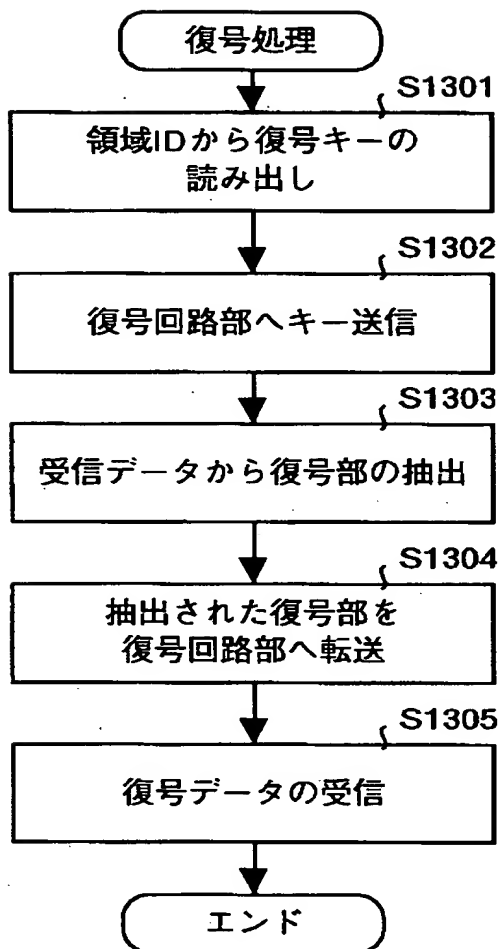 復号処理
S1301
領域IDから復号キーの
読み出し
S1302
復号回路部へキー送信
S1303
受信データから復号部の抽出
S1304
抽出された復号部を
復号回路部へ転送
S1305
復号データの受信
エンド